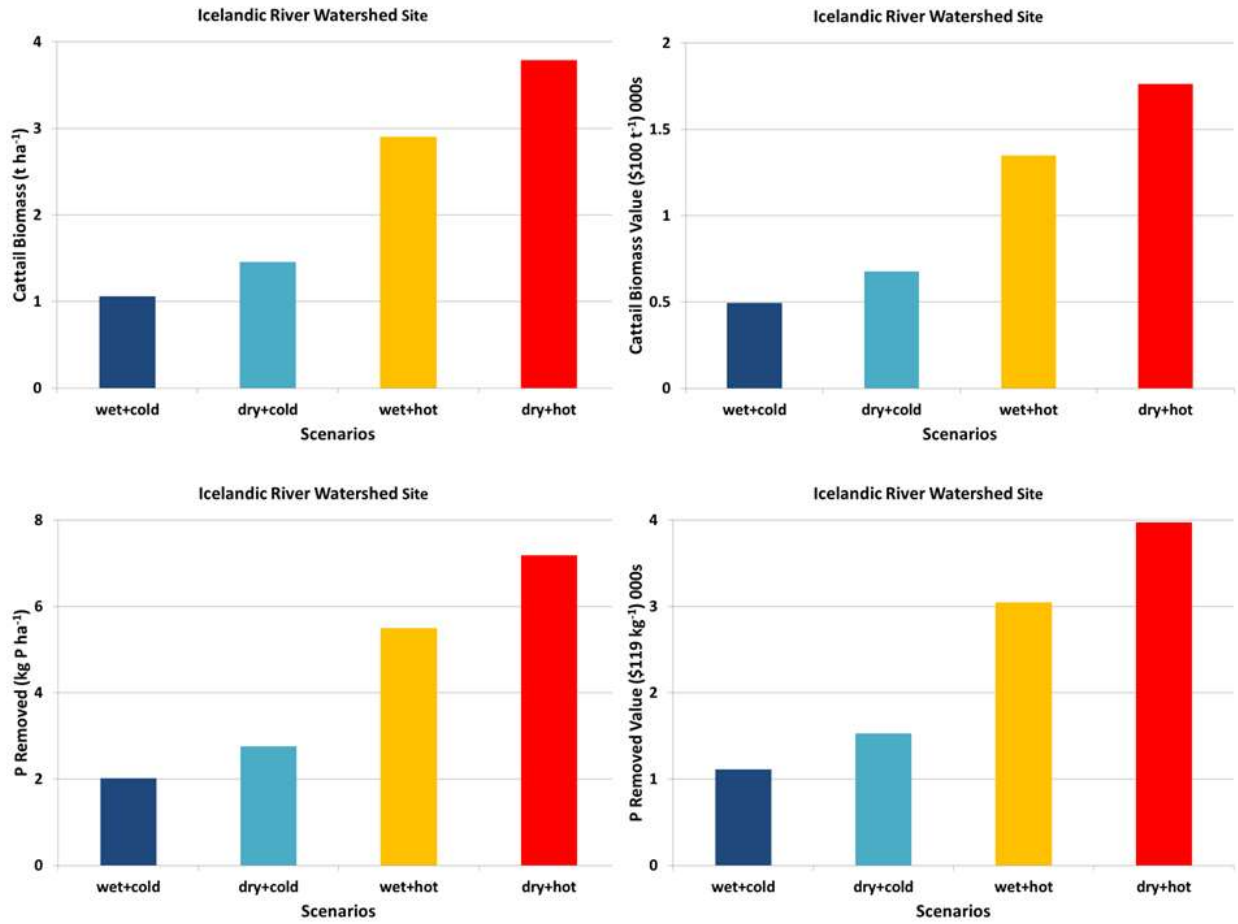 Icelandic River Watershed Site
Cattail Biomass (t ha⁻¹)
4
3
2
1
0
wet+cold dry+cold wet+hot dry+hot
Scenarios
Icelandic River Watershed Site
Cattail Biomass Value ($100 t⁻¹) 000s
2
1.5
1
0.5
0
wet+cold dry+cold wet+hot dry+hot
Scenarios
Icelandic River Watershed Site
P Removed (kg P ha⁻¹)
8
6
4
2
0
wet+cold dry+cold wet+hot dry+hot
Scenarios
Icelandic River Watershed Site
P Removed Value ($119 kg⁻¹) 000s
4
3
2
1
0
wet+cold dry+cold wet+hot dry+hot
Scenarios